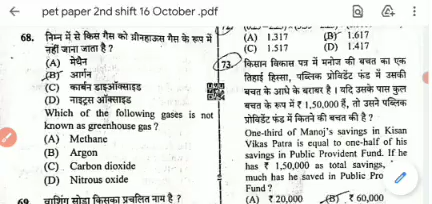 pet paper 2nd shift 16 October .pdf
68. निम्न में से किस गैस को ग्रीनहाऊस गैस के रूप में
नहीं जाना जाता है ?
(A) मेथैन
(B) आर्गन
(C) कार्बन डाइऑक्साइड
(D) नाइट्रस ऑक्साइड
Which of the following gases is not
known as greenhouse gas ?
(A) Methane
(B) Argon
(C) Carbon dioxide
(D) Nitrous oxide
69 वाशिंग सोडा किसका प्रचलित नाम है ?
(A) 1.317 (B) 1.617
(C) 1.517 (D) 1.417
73. किसान विकास पत्र में मनोज की बचत का एक
तिहाई हिस्सा, पब्लिक प्रोविडेंट फंड में उसकी
बचत के आधे के बराबर है । यदि उसके पास कुल
बचत के रूप में ₹ 1,50,000 हैं, तो उसने पब्लिक
प्रोविडेंट फंड में कितने की बचत की है ?
One-third of Manoj's savings in Kisan
Vikas Patra is equal to one-half of his
savings in Public Provident Fund. If he
has ₹ 1,50,000 as total savings,
much has he saved in Public Pro
Fund ?
(A) ₹ 20,000 (B) ₹ 60,000